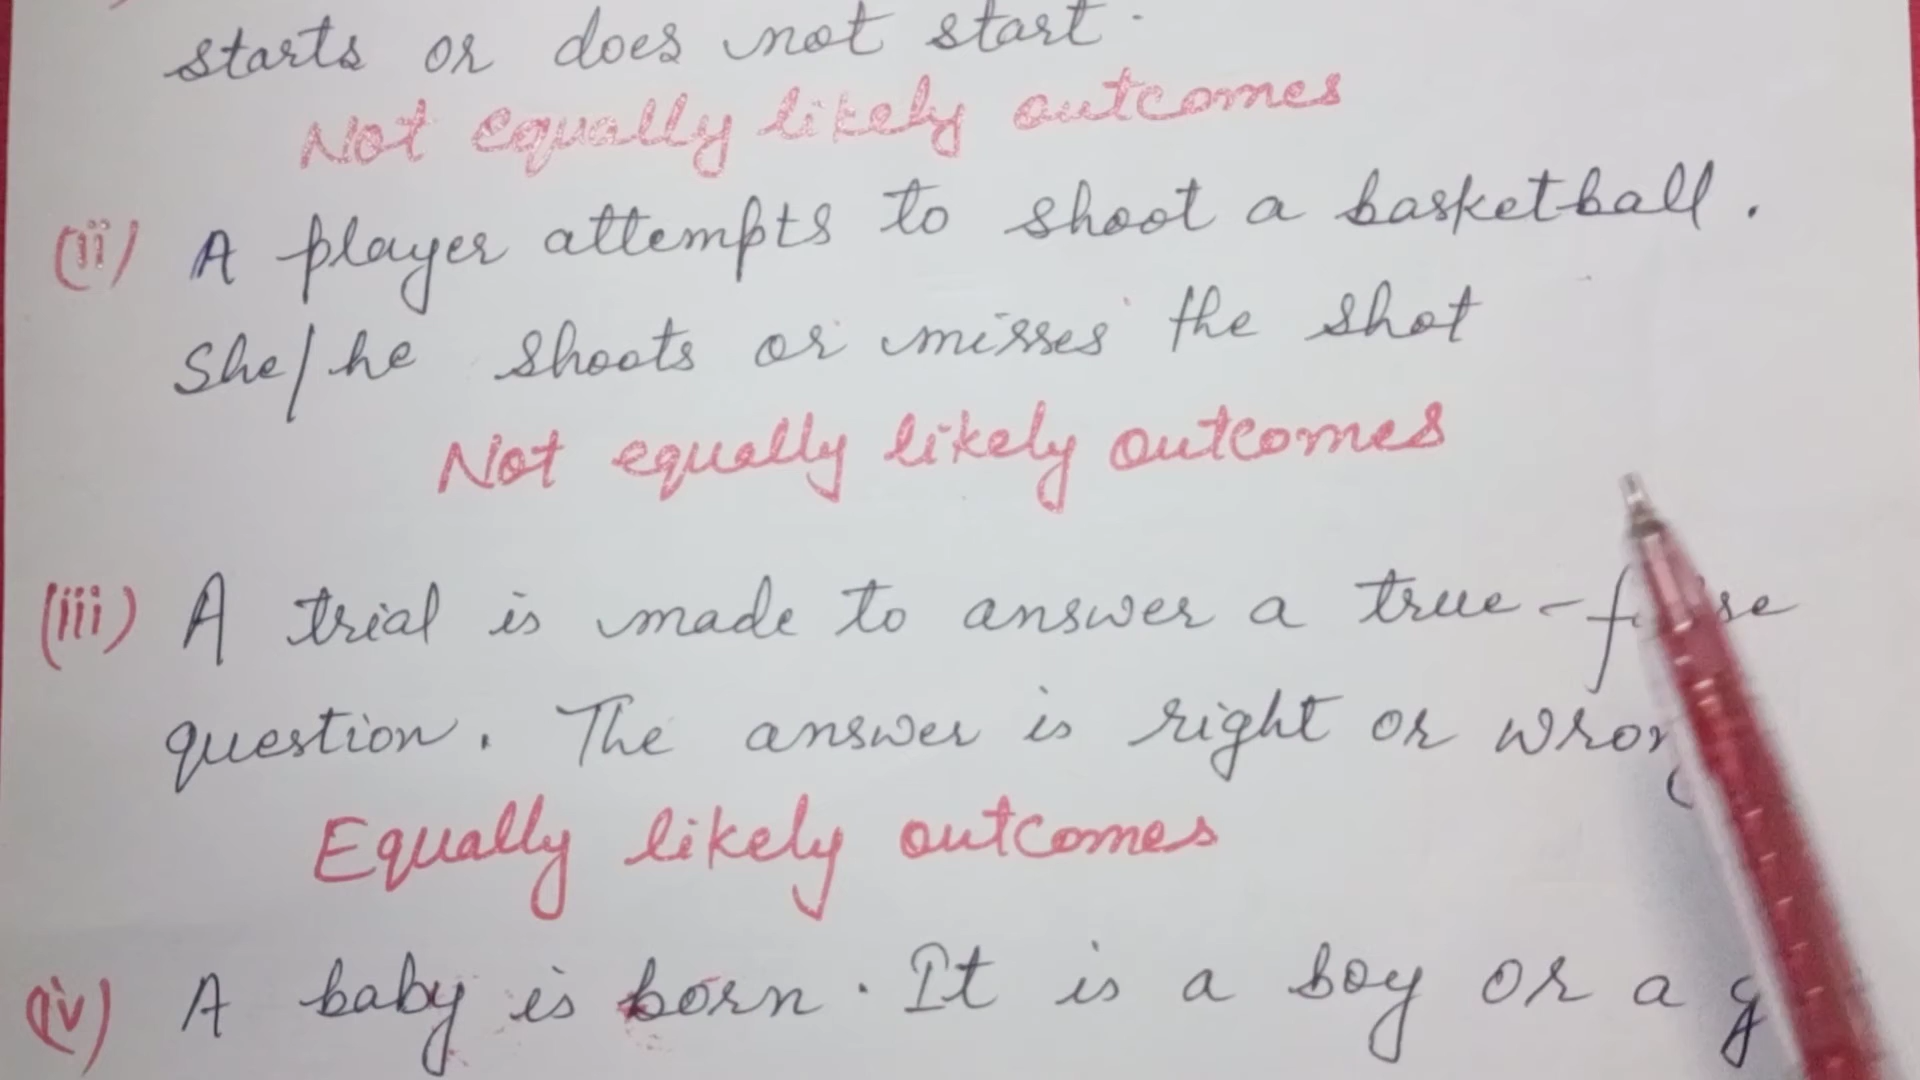 starts or does not start.
Not equally likely outcomes
(ii) A player attempts to shoot a basketball.
She/he shoots or misses the shot
Not equally likely outcomes
(iii) A trial is made to answer a true-
question. The answer is right or
Equally likely outcomes
(iv) A baby is born. It is a boy or a